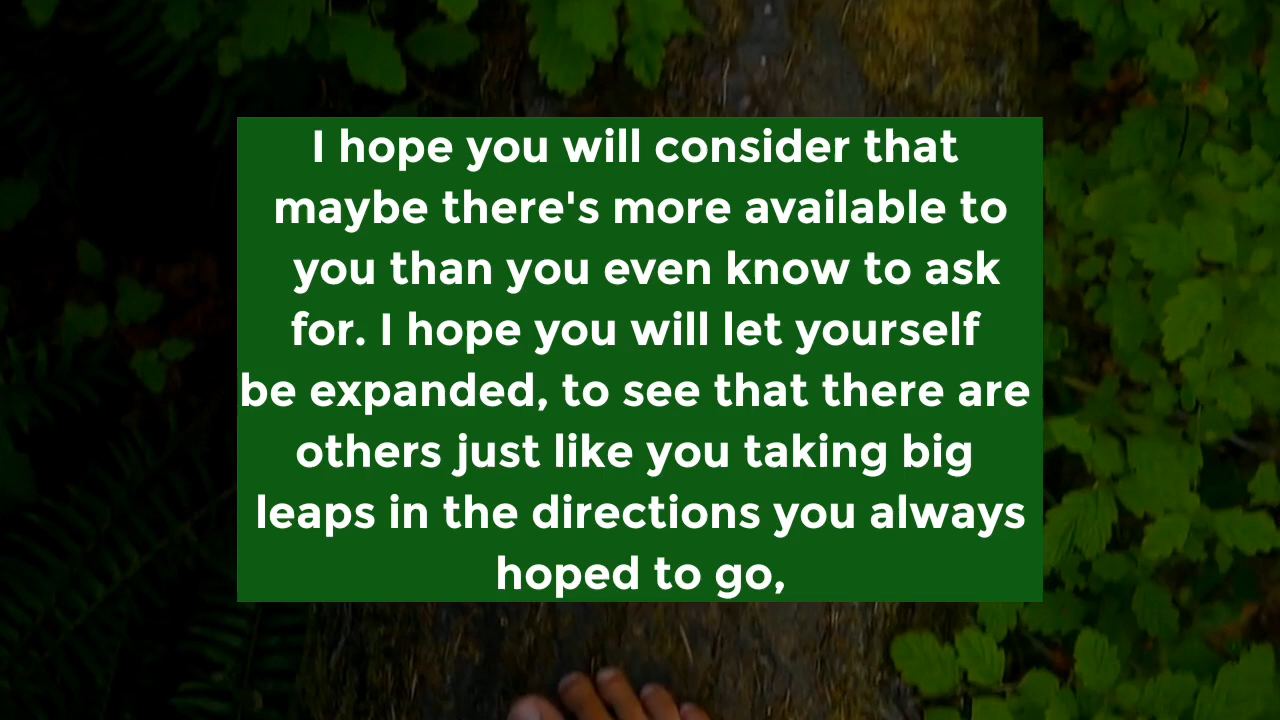 I hope you will consider that
maybe there's more available to
you than you even know to ask
for. I hope you will let yourself
be expanded, to see that there are
others just like you taking big
leaps in the directions you always
hoped to go,